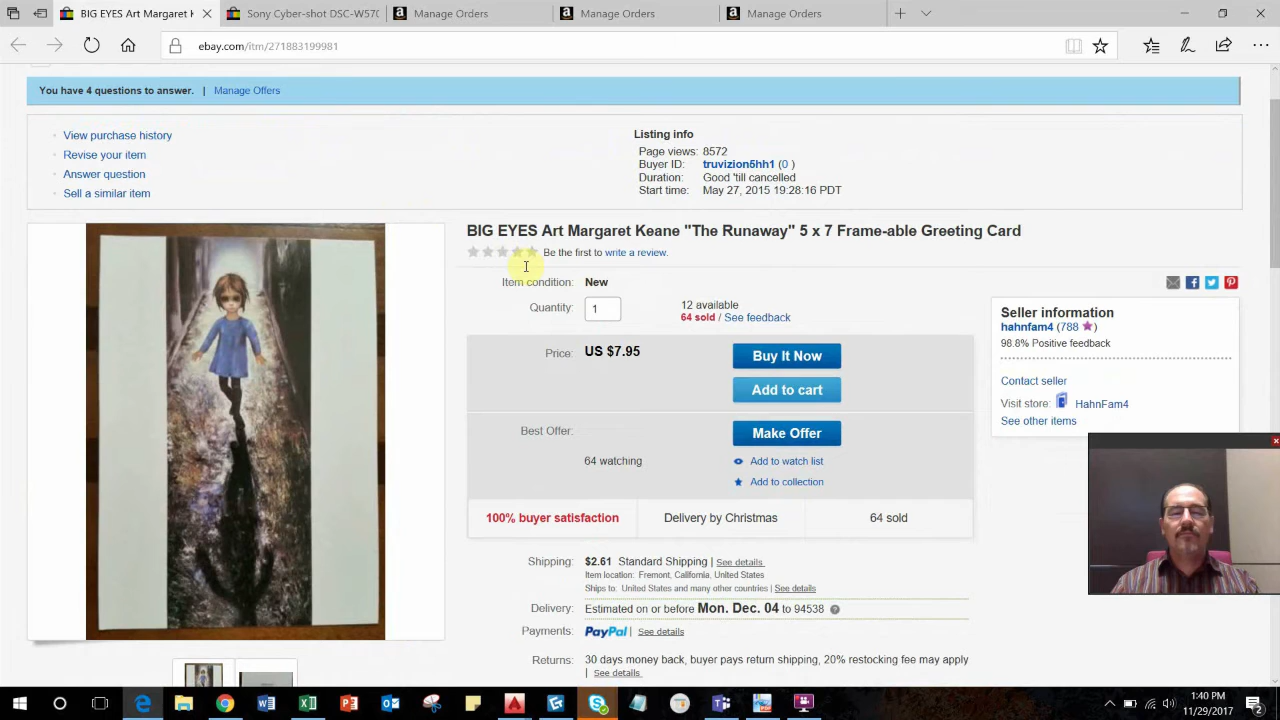 BIG EYES Art Margaret K
Sony Cyber-shot DSC-W570
Manage Orders
Manage Orders
Manage Orders
ebay.com/itm/271883199981
You have 4 questions to answer. | Manage Offers
View purchase history
Revise your item
Answer question
Sell a similar item
Listing info
Page views: 8572
Buyer ID: truvizion5hh1 (0 )
Duration: Good 'till cancelled
Start time: May 27, 2015 19:28:16 PDT
BIG EYES Art Margaret Keane "The Runaway" 5 x 7 Frame-able Greeting Card
Be the first to write a review.
Item condition: New
Quantity: 1
12 available
64 sold / See feedback
Price: US $7.95
Buy It Now
Add to cart
Best Offer:
Make Offer
64 watching
Add to watch list
Add to collection
100% buyer satisfaction
Delivery by Christmas
64 sold
Shipping: $2.61 Standard Shipping | See details
Item location: Fremont, California, United States
Ships to: United States and many other countries | See details
Delivery: Estimated on or before Mon. Dec. 04 to 94538
Payments: PayPal | See details
Returns: 30 days money back, buyer pays return shipping, 20% restocking fee may apply
| See details
Seller information
hahnfam4 (788 )
98.8% Positive feedback
Contact seller
Visit store: HahnFam4
See other items
1:40 PM
11/29/2017
2